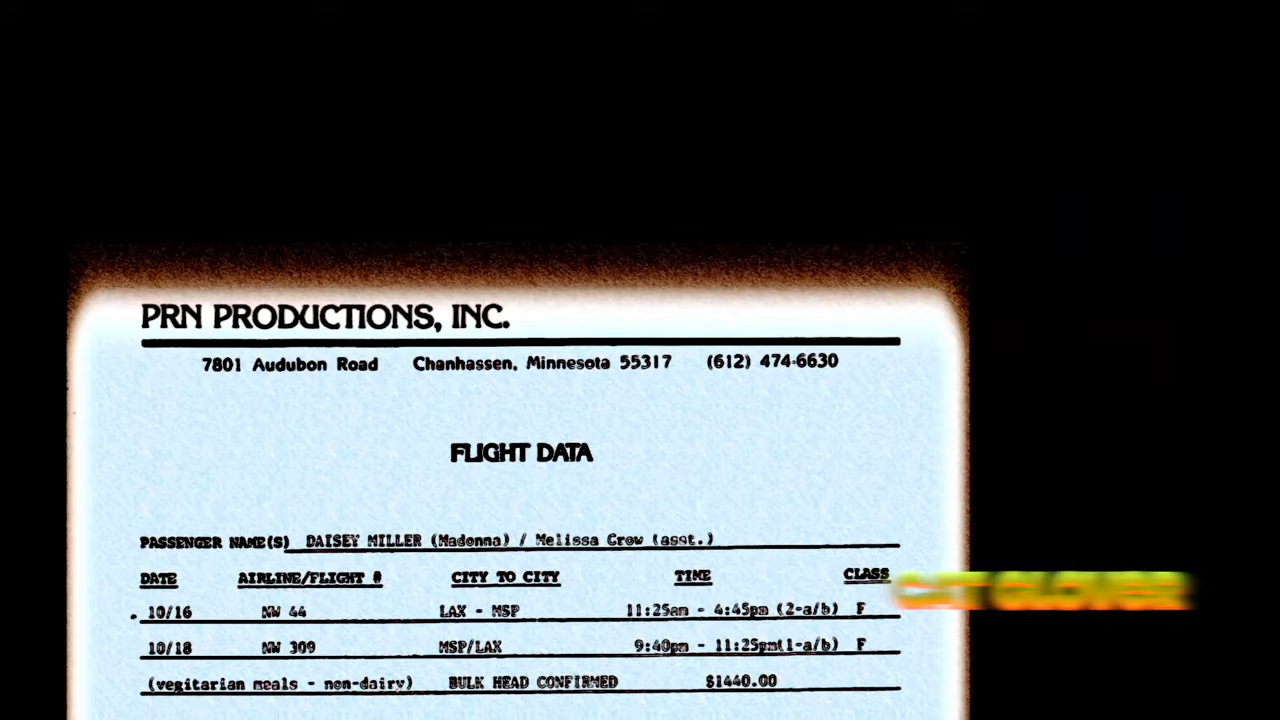 PRN PRODUCTIONS, INC.
7801 Audubon Road Chanhassen, Minnesota 55317 (612) 474-6630
FLIGHT DATA
PASSENGER NAME(S) DAISEY MILLER (Madonna) / Melissa Crow (asst.)
DATE AIRLINE/FLIGHT # CITY TO CITY TIME CLASS
10/16 NW 44 LAX - MSP 11:25am - 4:45pm (2-a/b) F
CAT GLOVER
10/18 NW 309 MSP/LAX 9:40pm - 11:25pm(1-a/b) F
(vegitarian meals - non-dairy) BULK HEAD CONFIRMED $1440.00